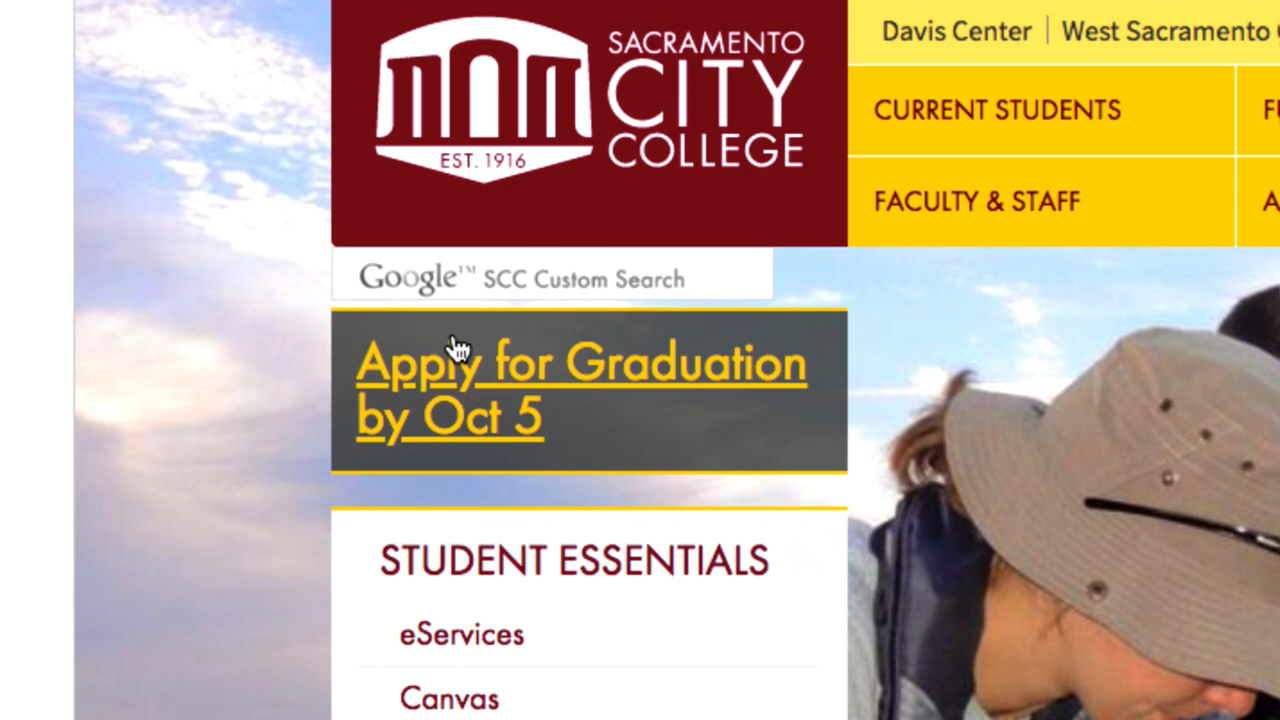 SACRAMENTO
CITY
COLLEGE
EST. 1916
Davis Center
West Sacramento
CURRENT STUDENTS
FACULTY & STAFF
Google™ SCC Custom Search
Apply for Graduation
by Oct 5
STUDENT ESSENTIALS
eServices
Canvas